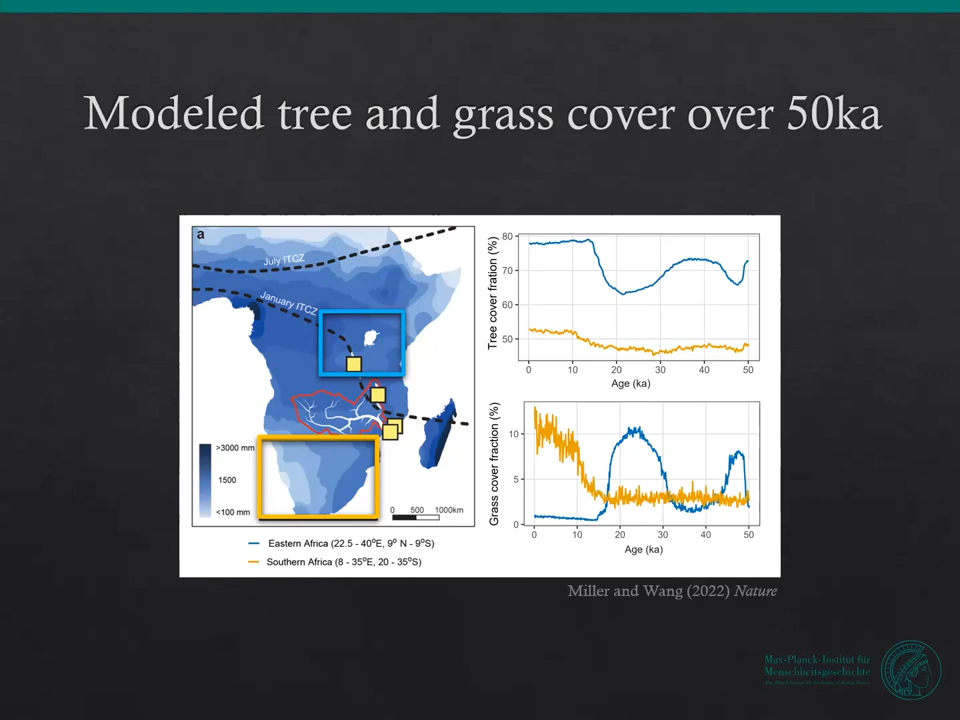 Modeled tree and grass cover over 50ka
a
July ITCZ
January ITCZ
>3000 mm
1500
<100 mm
0 500 1000km
Eastern Africa (22.5 - 40°E, 9° N - 9°S)
Southern Africa (8 - 35°E, 20 - 35°S)
Tree cover fration (%)
80
70
60
50
0 10 20 30 40 50
Age (ka)
Grass cover fraction (%)
10
5
0
0 10 20 30 40 50
Age (ka)
Miller and Wang (2022) Nature
Max-Planck-Institut für
Menschheitsgeschichte